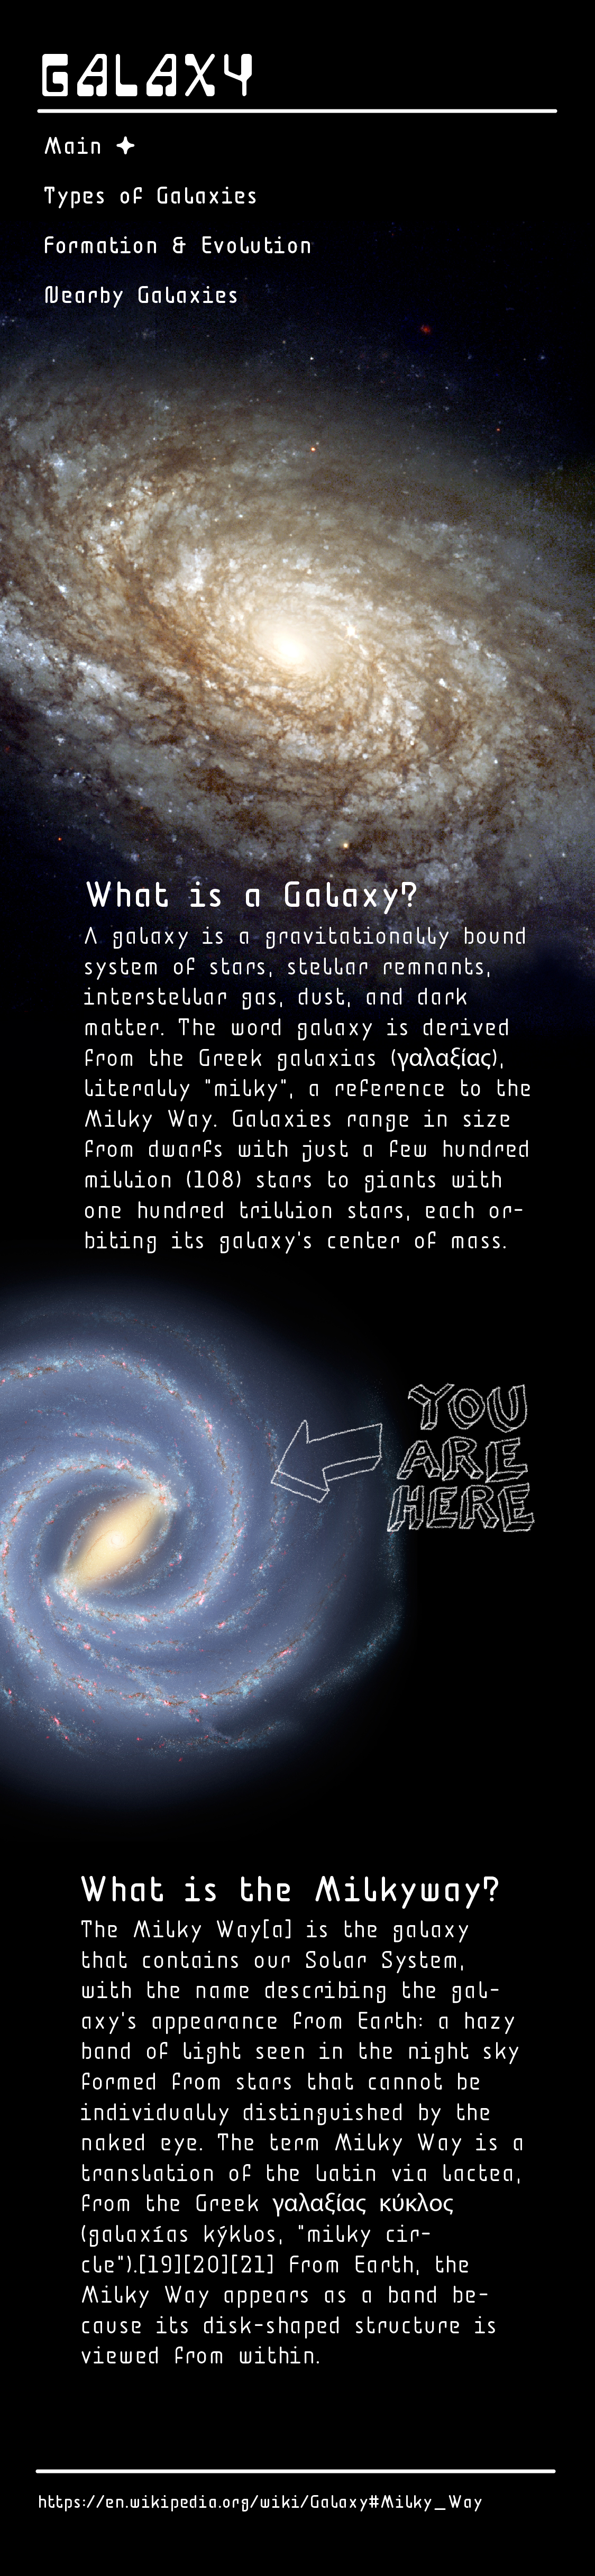 GALAXY
Main ✦
Types of Galaxies
Formation & Evolution
Nearby Galaxies
What is a Galaxy?
A galaxy is a gravitationally bound
system of stars, stellar remnants,
interstellar gas, dust, and dark
matter. The word galaxy is derived
from the Greek galaxias (γαλαξίας),
literally "milky", a reference to the
Milky Way. Galaxies range in size
from dwarfs with just a few hundred
million (108) stars to giants with
one hundred trillion stars, each or-
biting its galaxy's center of mass.
YOU
ARE
HERE
What is the Milkyway?
The Milky Way[a] is the galaxy
that contains our Solar System,
with the name describing the gal-
axy's appearance from Earth: a hazy
band of light seen in the night sky
formed from stars that cannot be
individually distinguished by the
naked eye. The term Milky Way is a
translation of the Latin via lactea,
from the Greek γαλαξίας κύκλος
(galaxías kýklos, "milky cir-
cle").[19][20][21] From Earth, the
Milky Way appears as a band be-
cause its disk-shaped structure is
viewed from within.
https://en.wikipedia.org/wiki/Galaxy#Milky_Way